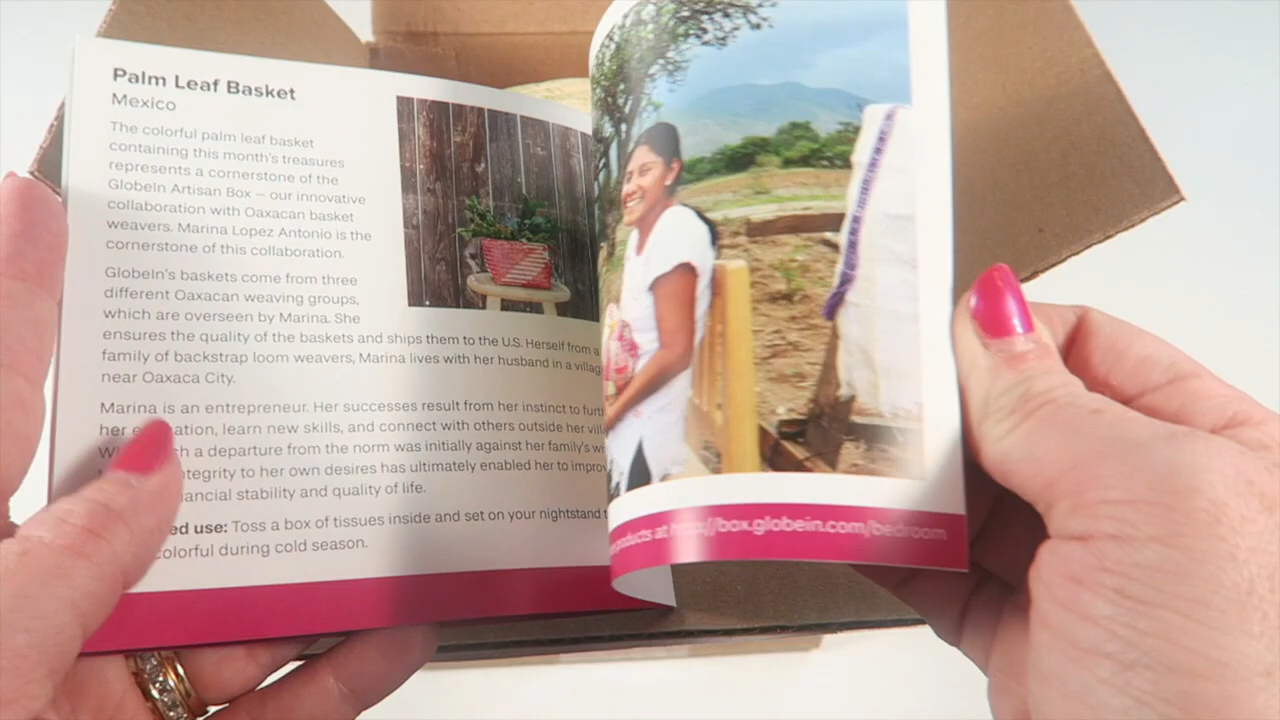 Palm Leaf Basket
Mexico
The colorful palm leaf basket
containing this month's treasures
represents a cornerstone of the
GlobeIn Artisan Box — our innovative
collaboration with Oaxacan basket
weavers. Marina Lopez Antonio is the
cornerstone of this collaboration.
GlobeIn's baskets come from three
different Oaxacan weaving groups,
which are overseen by Marina. She
ensures the quality of the baskets and ships them to the U.S. Herself from a
family of backstrap loom weavers, Marina lives with her husband in a villag
near Oaxaca City.
Marina is an entrepreneur. Her successes result from her instinct to furt
her, learn new skills, and connect with others outside her vill
a departure from the norm was initially against her family's wi
integrity to her own desires has ultimately enabled her to improv
ancial stability and quality of life.
ed use: Toss a box of tissues inside and set on your nightstand t
colorful during cold season.
products at http://box.globein.com/bedroom